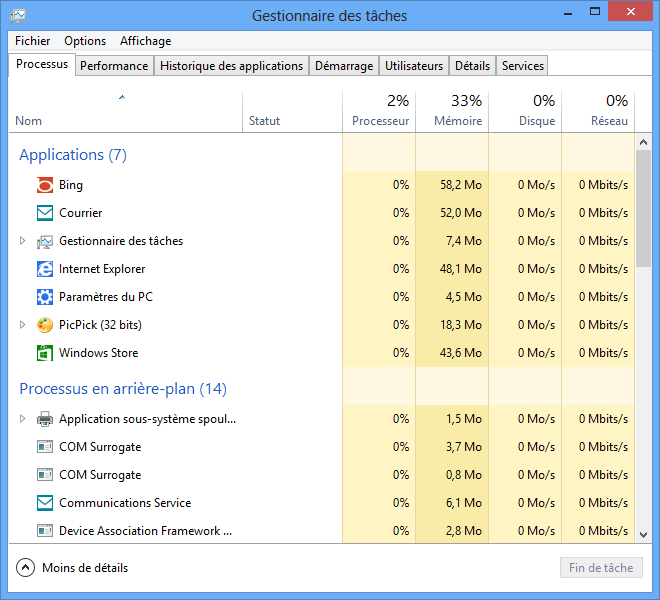 Gestionnaire des tâches
Fichier Options Affichage
Processus Performance Historique des applications Démarrage Utilisateurs Détails Services
2% 33% 0% 0%
Nom Statut Processeur Mémoire Disque Réseau
Applications (7)
Bing 0% 58,2 Mo 0 Mo/s 0 Mbits/s
Courrier 0% 52,0 Mo 0 Mo/s 0 Mbits/s
Gestionnaire des tâches 0% 7,4 Mo 0 Mo/s 0 Mbits/s
Internet Explorer 0% 48,1 Mo 0 Mo/s 0 Mbits/s
Paramètres du PC 0% 4,5 Mo 0 Mo/s 0 Mbits/s
PicPick (32 bits) 0% 18,3 Mo 0 Mo/s 0 Mbits/s
Windows Store 0% 43,6 Mo 0 Mo/s 0 Mbits/s
Processus en arrière-plan (14)
Application sous-système spoul... 0% 1,5 Mo 0 Mo/s 0 Mbits/s
COM Surrogate 0% 3,7 Mo 0 Mo/s 0 Mbits/s
COM Surrogate 0% 0,8 Mo 0 Mo/s 0 Mbits/s
Communications Service 0% 6,1 Mo 0 Mo/s 0 Mbits/s
Device Association Framework ... 0% 2,8 Mo 0 Mo/s 0 Mbits/s
Moins de détails Fin de tâche